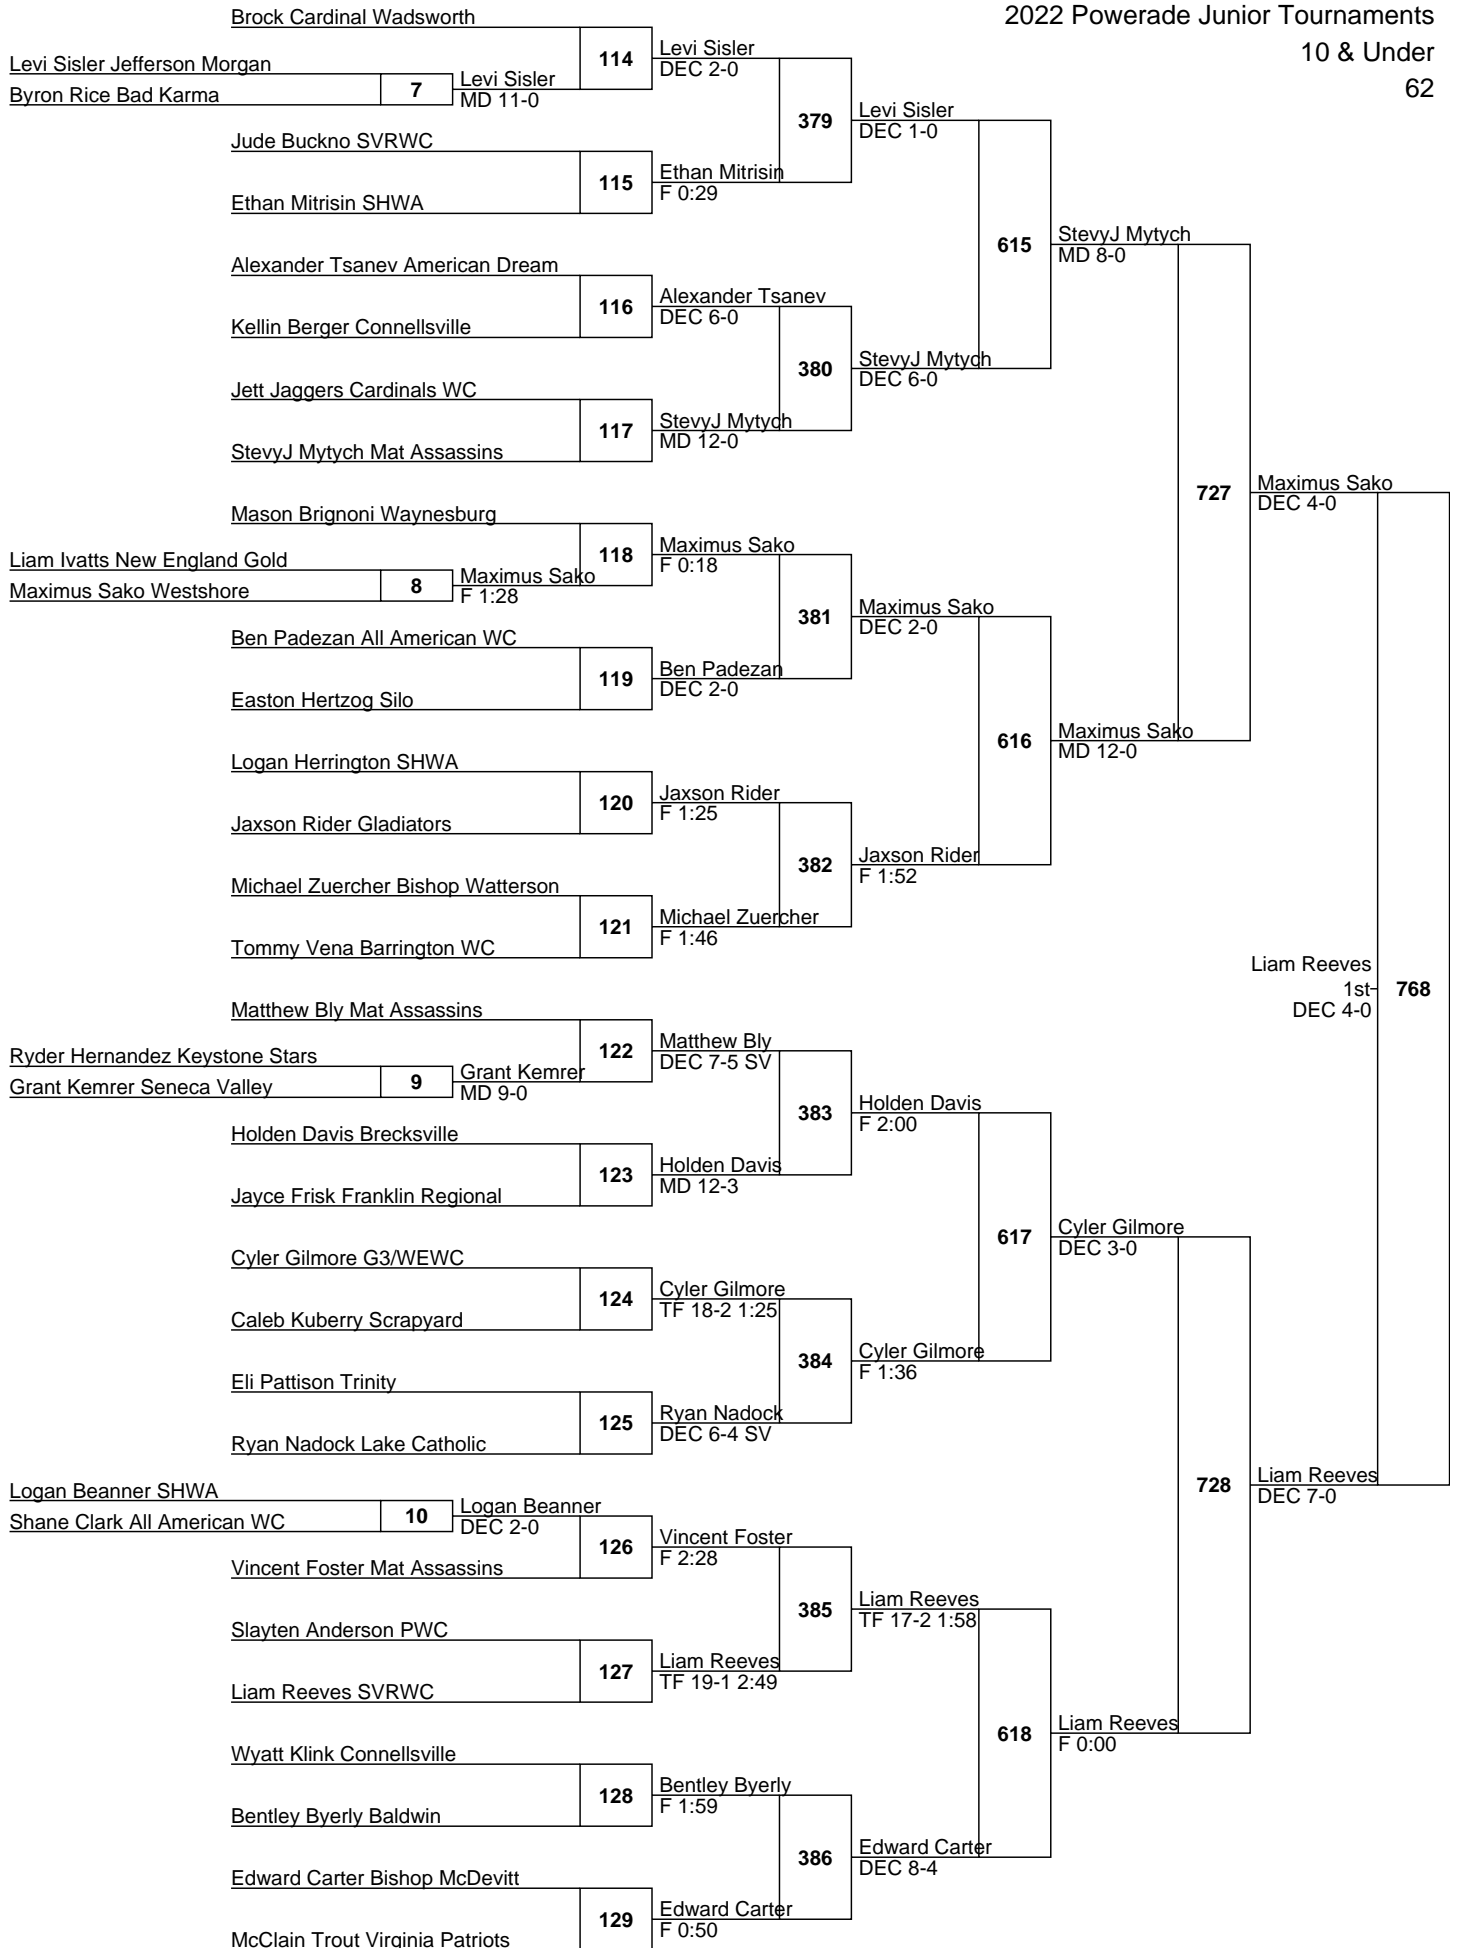 2022 Powerade Junior Tournaments
10 & Under
62
Brock Cardinal Wadsworth
114
Levi Sisler
DEC 2-0
Levi Sisler Jefferson Morgan
Byron Rice Bad Karma
7
Levi Sisler
MD 11-0
379
Levi Sisler
DEC 1-0
Jude Buckno SVRWC
115
Ethan Mitrisin
F 0:29
Ethan Mitrisin SHWA
615
StevyJ Mytych
MD 8-0
Alexander Tsanev American Dream
116
Alexander Tsanev
DEC 6-0
Kellin Berger Connellsville
380
StevyJ Mytych
DEC 6-0
Jett Jaggers Cardinals WC
117
StevyJ Mytych
MD 12-0
StevyJ Mytych Mat Assassins
727
Maximus Sako
DEC 4-0
Mason Brignoni Waynesburg
118
Maximus Sako
F 0:18
Liam Ivatts New England Gold
Maximus Sako Westshore
8
Maximus Sako
F 1:28
381
Maximus Sako
DEC 2-0
Ben Padezan All American WC
119
Ben Padezan
DEC 2-0
Easton Hertzog Silo
616
Maximus Sako
MD 12-0
Logan Herrington SHWA
120
Jaxson Rider
F 1:25
Jaxson Rider Gladiators
382
Jaxson Rider
F 1:52
Michael Zuercher Bishop Watterson
121
Michael Zuercher
F 1:46
Tommy Vena Barrington WC
Liam Reeves
1st
DEC 4-0
768
Matthew Bly Mat Assassins
122
Matthew Bly
DEC 7-5 SV
Ryder Hernandez Keystone Stars
Grant Kemrer Seneca Valley
9
Grant Kemrer
MD 9-0
383
Holden Davis
F 2:00
Holden Davis Brecksville
123
Holden Davis
MD 12-3
Jayce Frisk Franklin Regional
617
Cyler Gilmore
DEC 3-0
Cyler Gilmore G3/WEWC
124
Cyler Gilmore
TF 18-2 1:25
Caleb Kuberry Scrapyard
384
Cyler Gilmore
F 1:36
Eli Pattison Trinity
125
Ryan Nadock
DEC 6-4 SV
Ryan Nadock Lake Catholic
728
Liam Reeves
DEC 7-0
Logan Beanner SHWA
Shane Clark All American WC
10
Logan Beanner
DEC 2-0
126
Vincent Foster
F 2:28
Vincent Foster Mat Assassins
385
Liam Reeves
TF 17-2 1:58
Slayten Anderson PWC
127
Liam Reeves
TF 19-1 2:49
Liam Reeves SVRWC
618
Liam Reeves
F 0:00
Wyatt Klink Connellsville
128
Bentley Byerly
F 1:59
Bentley Byerly Baldwin
386
Edward Carter
DEC 8-4
Edward Carter Bishop McDevitt
129
Edward Carter
F 0:50
McClain Trout Virginia Patriots